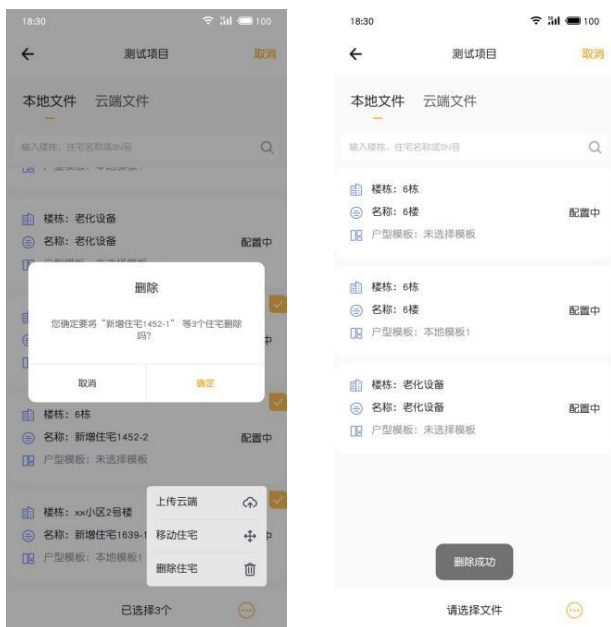 18:30
100
测试项目
取消
本地文件
云端文件
输入楼栋、住宅名称或SN号
户型模板：本地模板1
楼栋：老化设备
名称：老化设备
配置中
删除
您确定要将“新增住宅1452-1”等3个住宅删除
吗?
取消
确定
楼栋：6栋
名称：新增住宅1452-2
配置中
户型模板：未选择模板
楼栋：xx小区2号楼
名称：新增住宅1639-1
户型模板：本地模板1
上传云端
移动住宅
删除住宅
已选择3个
18:30
100
测试项目
取消
本地文件
云端文件
输入楼栋、住宅名称或SN号
楼栋：6栋
名称：6楼
配置中
户型模板：未选择模板
楼栋：6栋
名称：6楼
配置中
户型模板：本地模板1
楼栋：老化设备
名称：老化设备
配置中
户型模板：未选择模板
删除成功
请选择文件